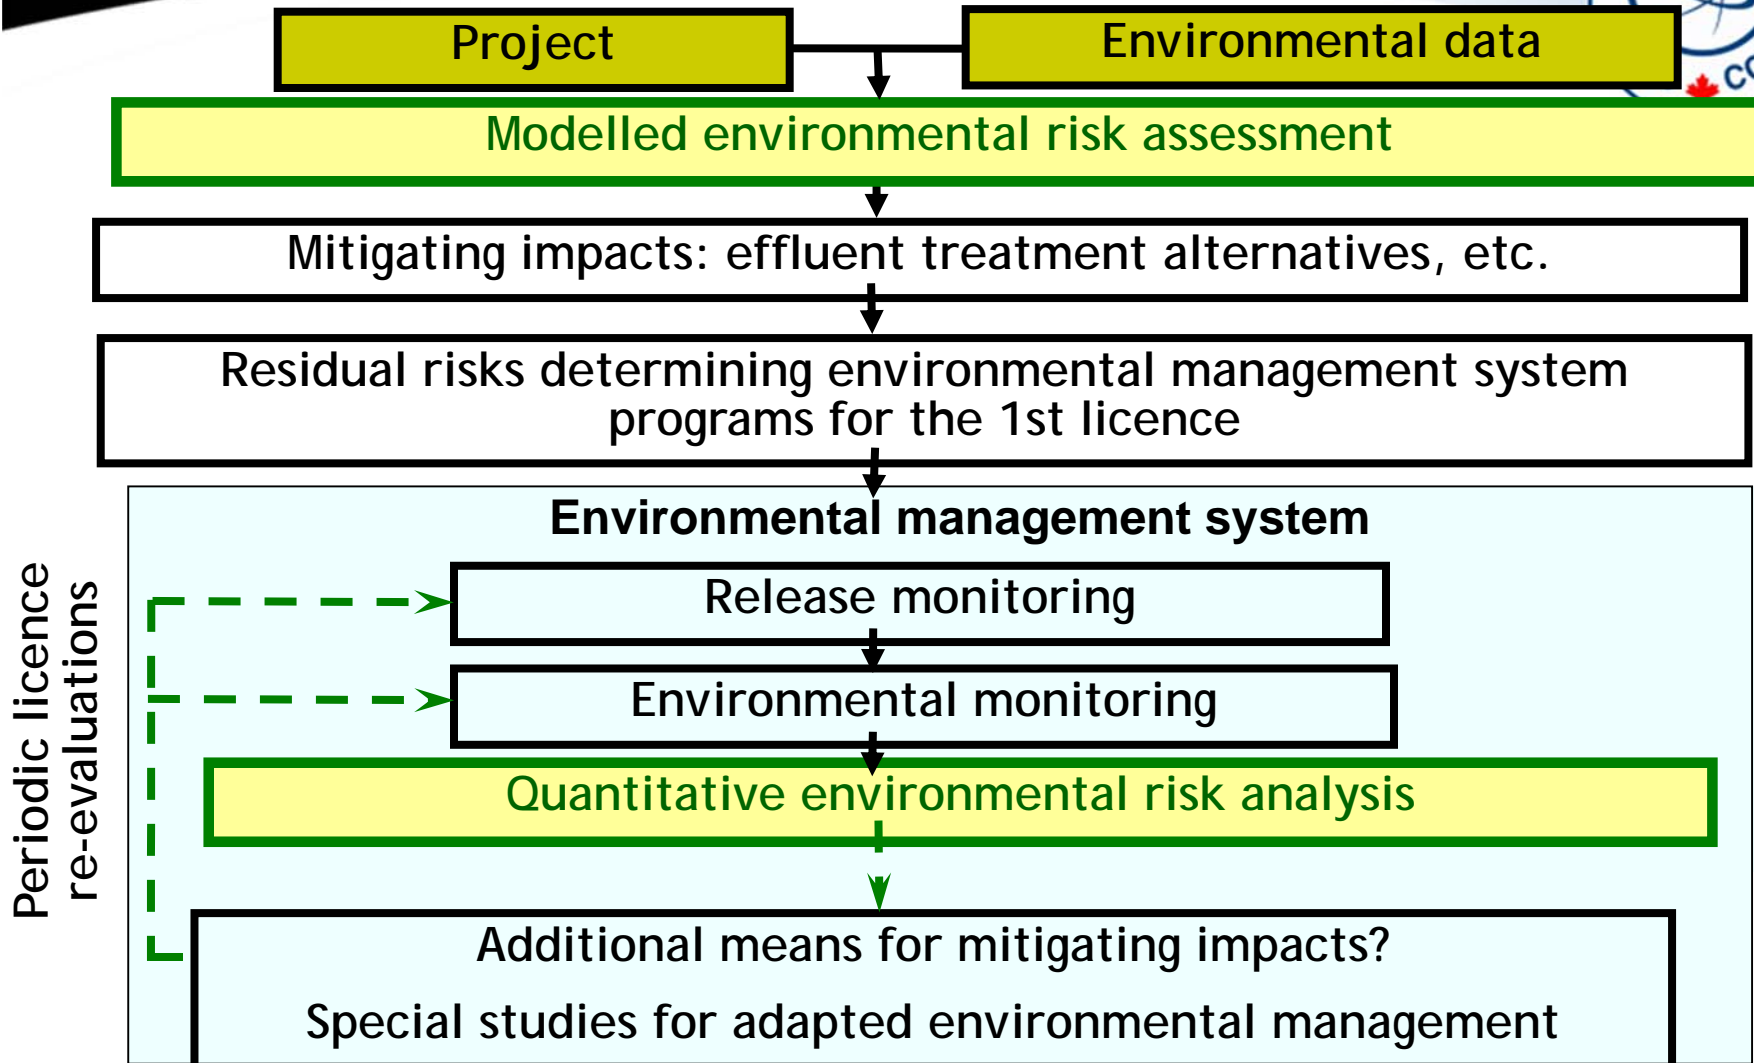 Project
Environmental data
Modelled environmental risk assessment
Mitigating impacts: effluent treatment alternatives, etc.
Residual risks determining environmental management system
programs for the 1st licence
Environmental management system
Release monitoring
Environmental monitoring
Quantitative environmental risk analysis
Additional means for mitigating impacts?
Special studies for adapted environmental management
Periodic licence
re-evaluations